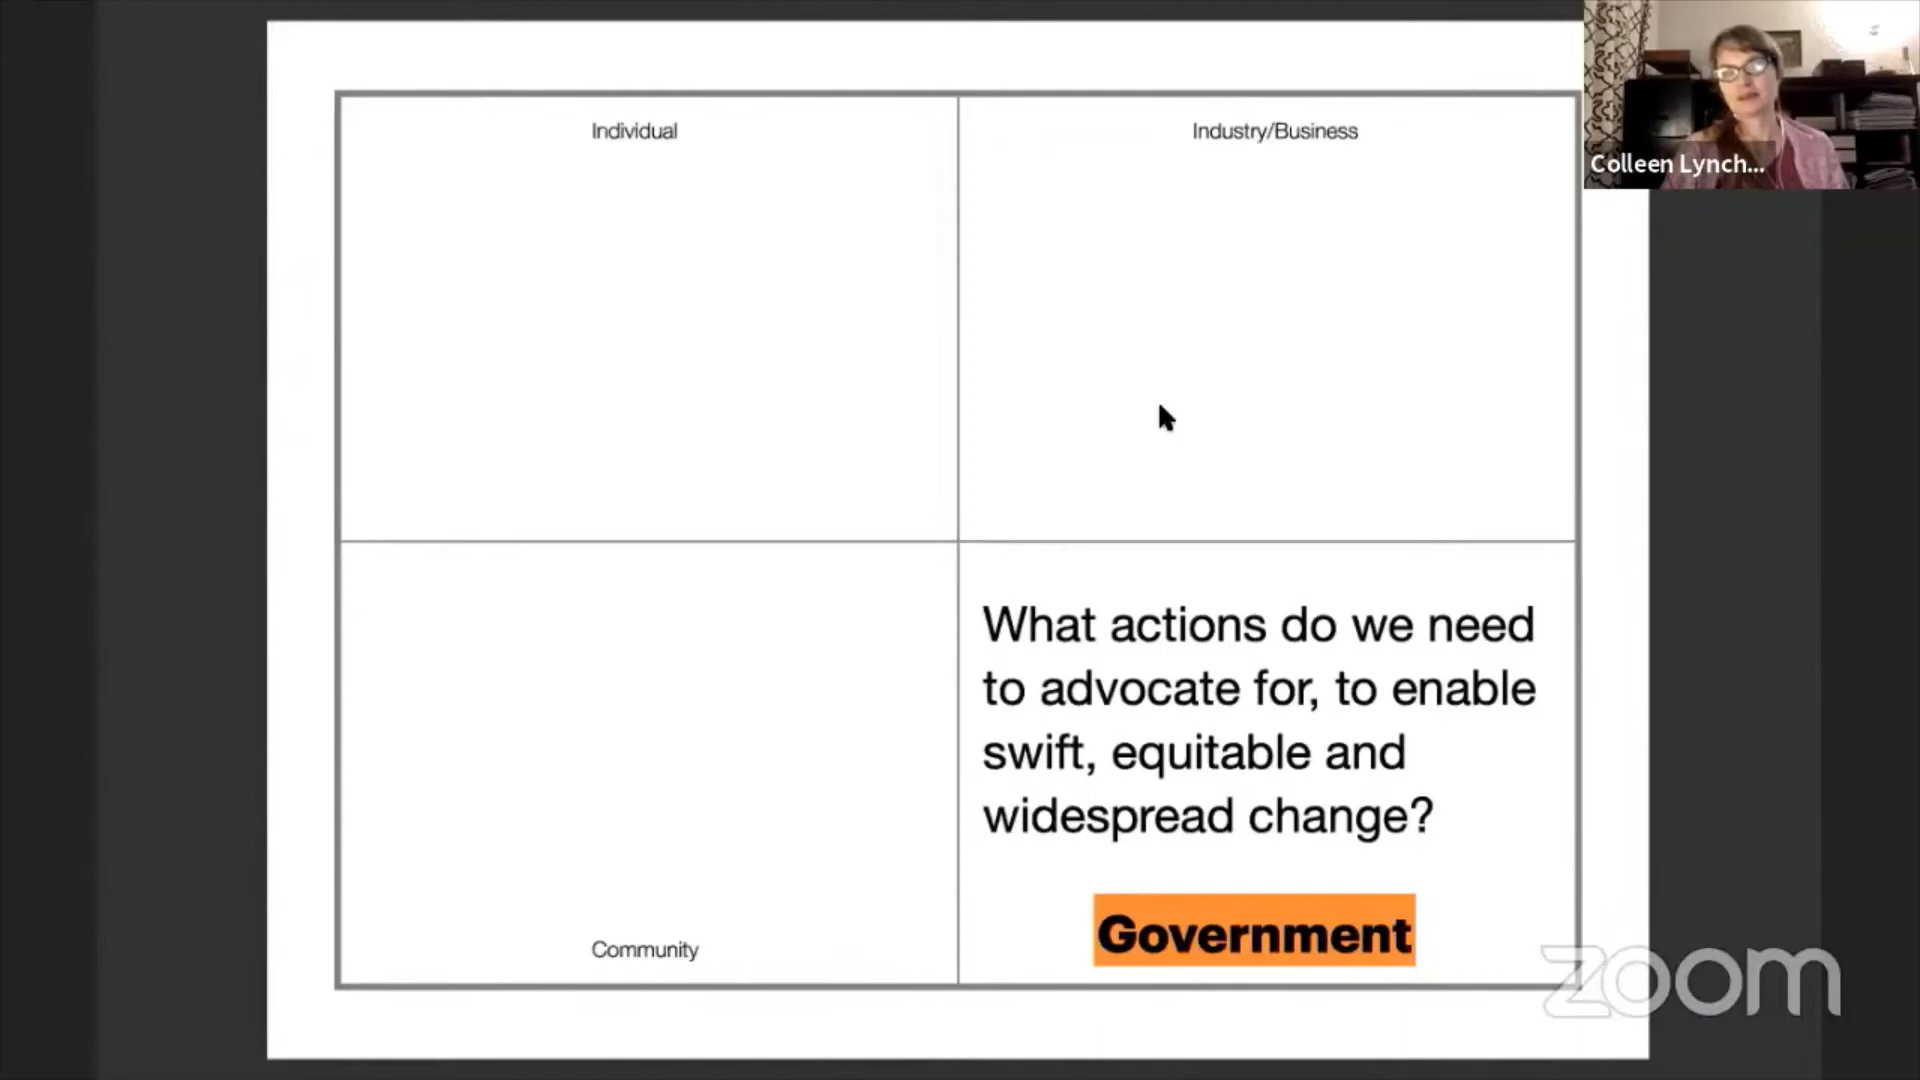 Individual
Industry/Business
Colleen Lynch...
What actions do we need
to advocate for, to enable
swift, equitable and
widespread change?
Community
Government
zoom